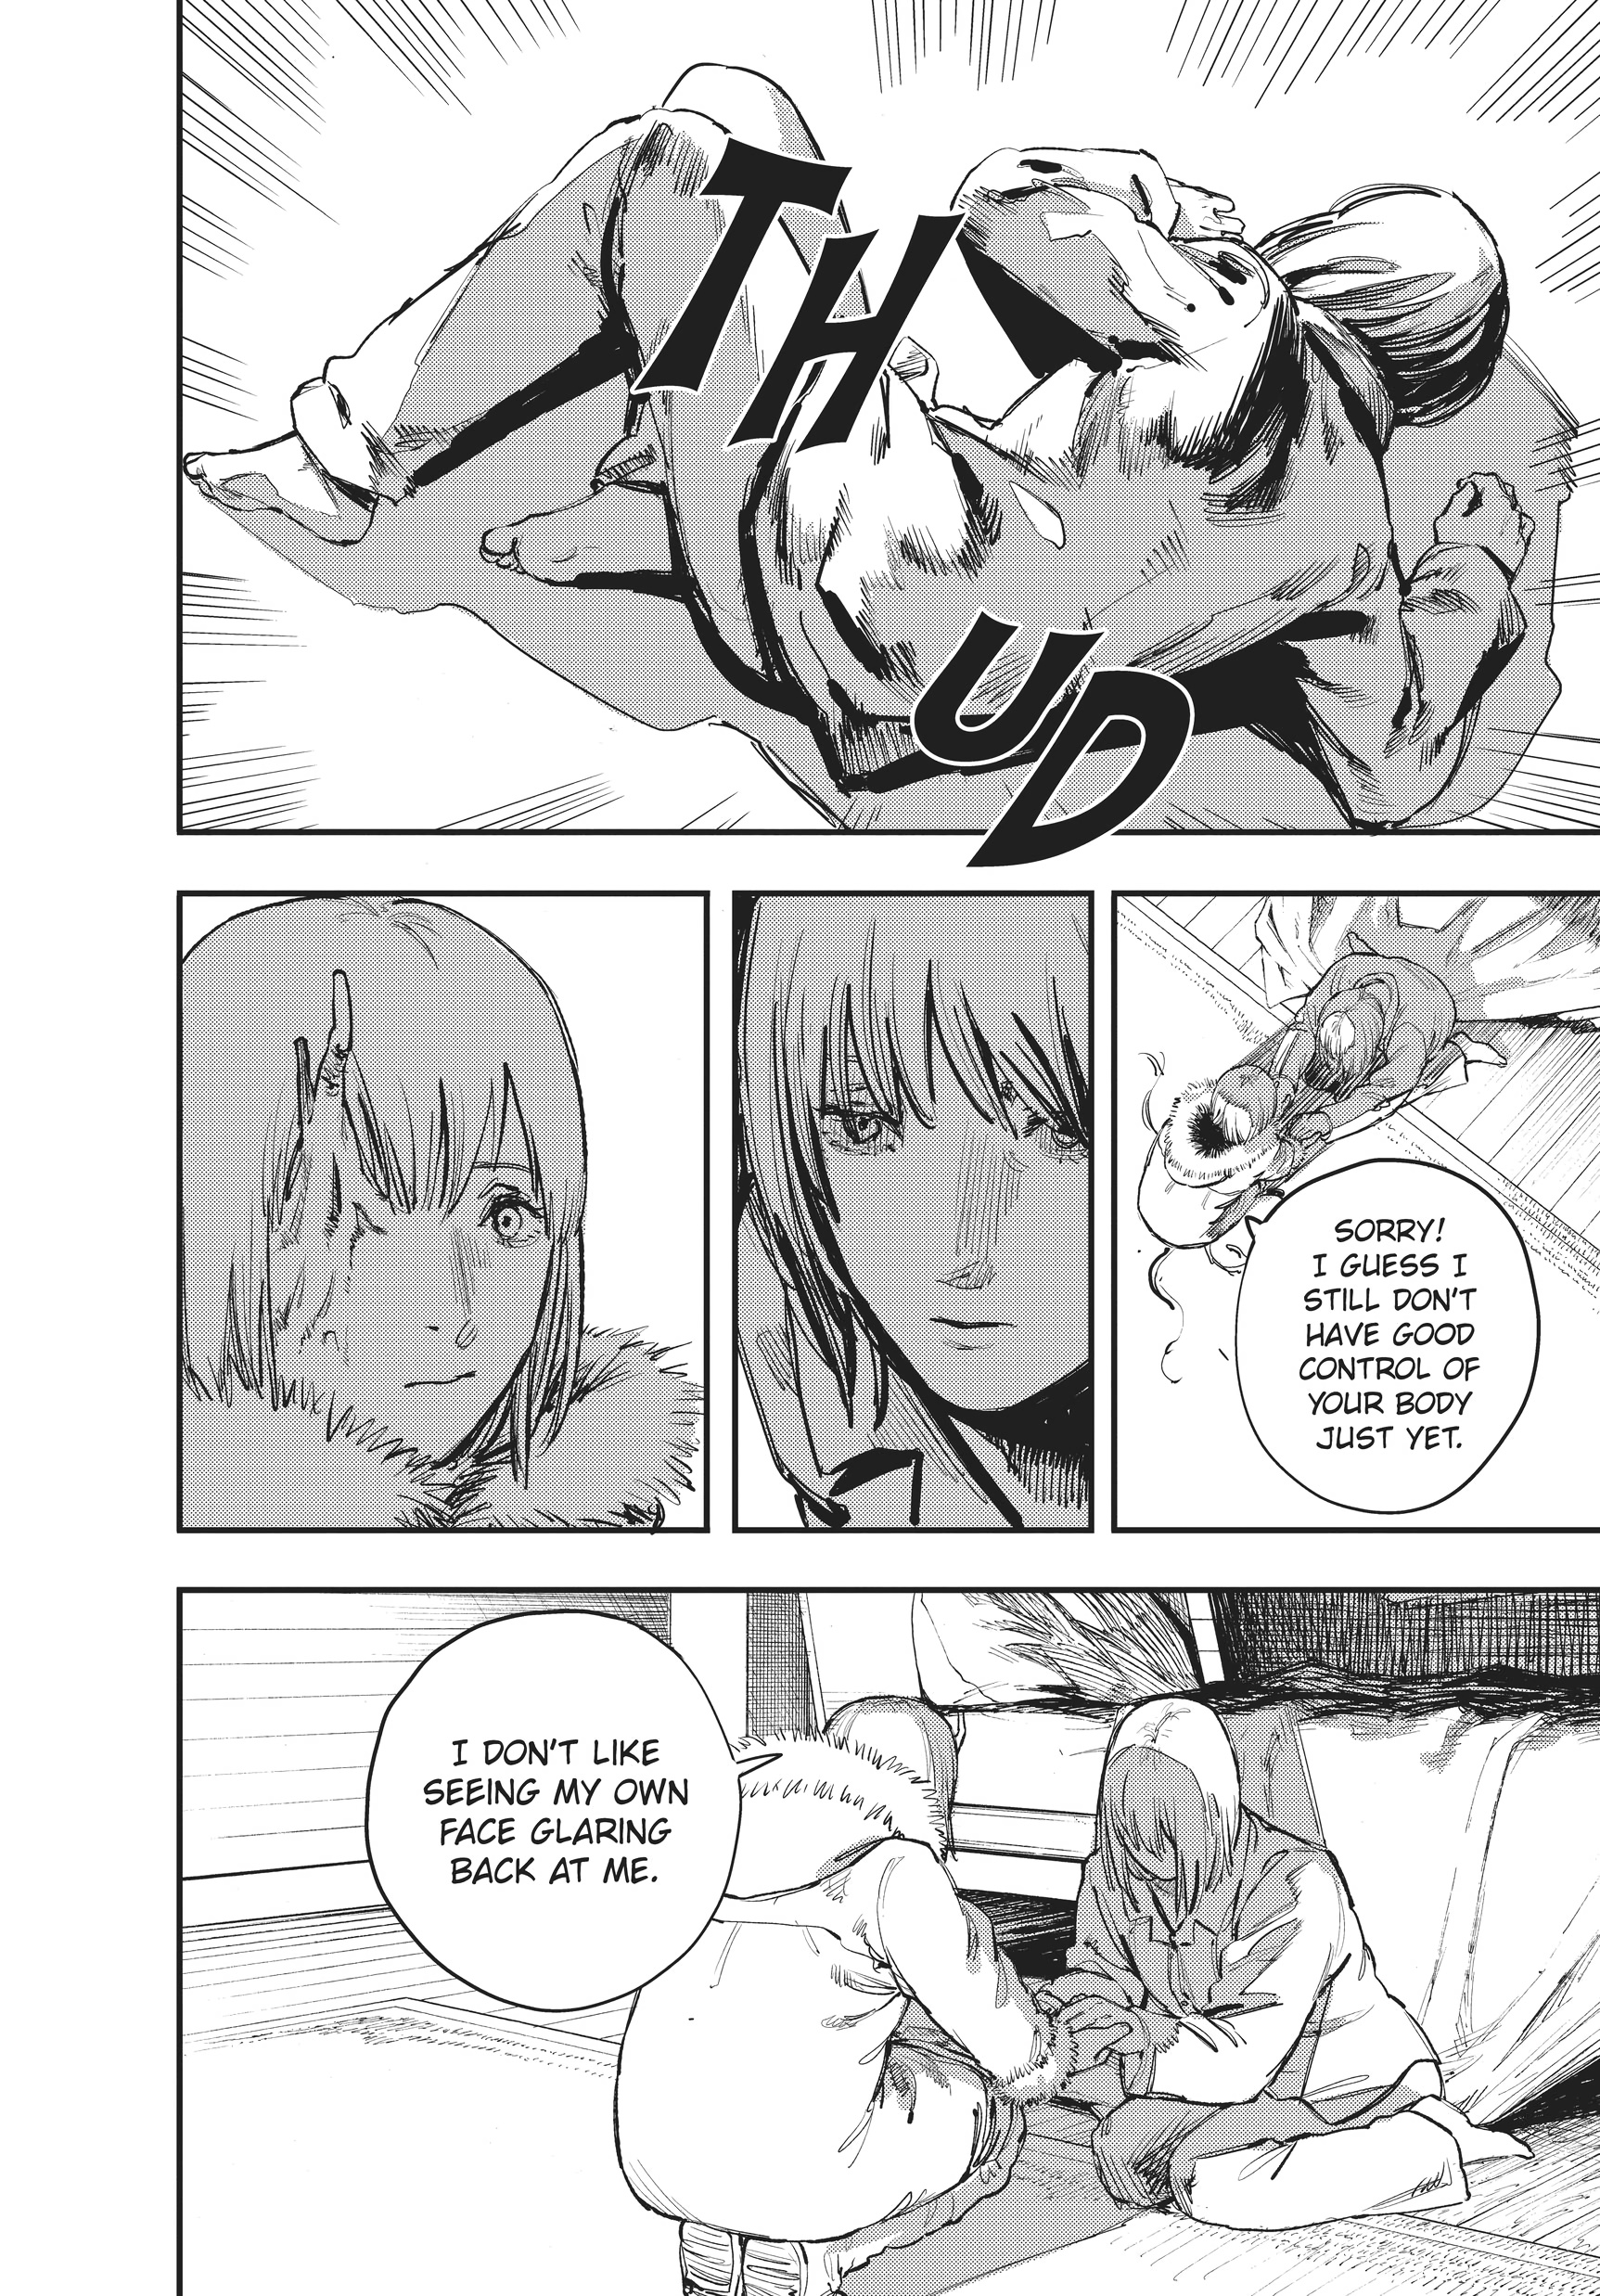 THUD
SORRY!
I GUESS I
STILL DON'T
HAVE GOOD
CONTROL OF
YOUR BODY
JUST YET.
I DON'T LIKE
SEEING MY OWN
FACE GLARING
BACK AT ME.